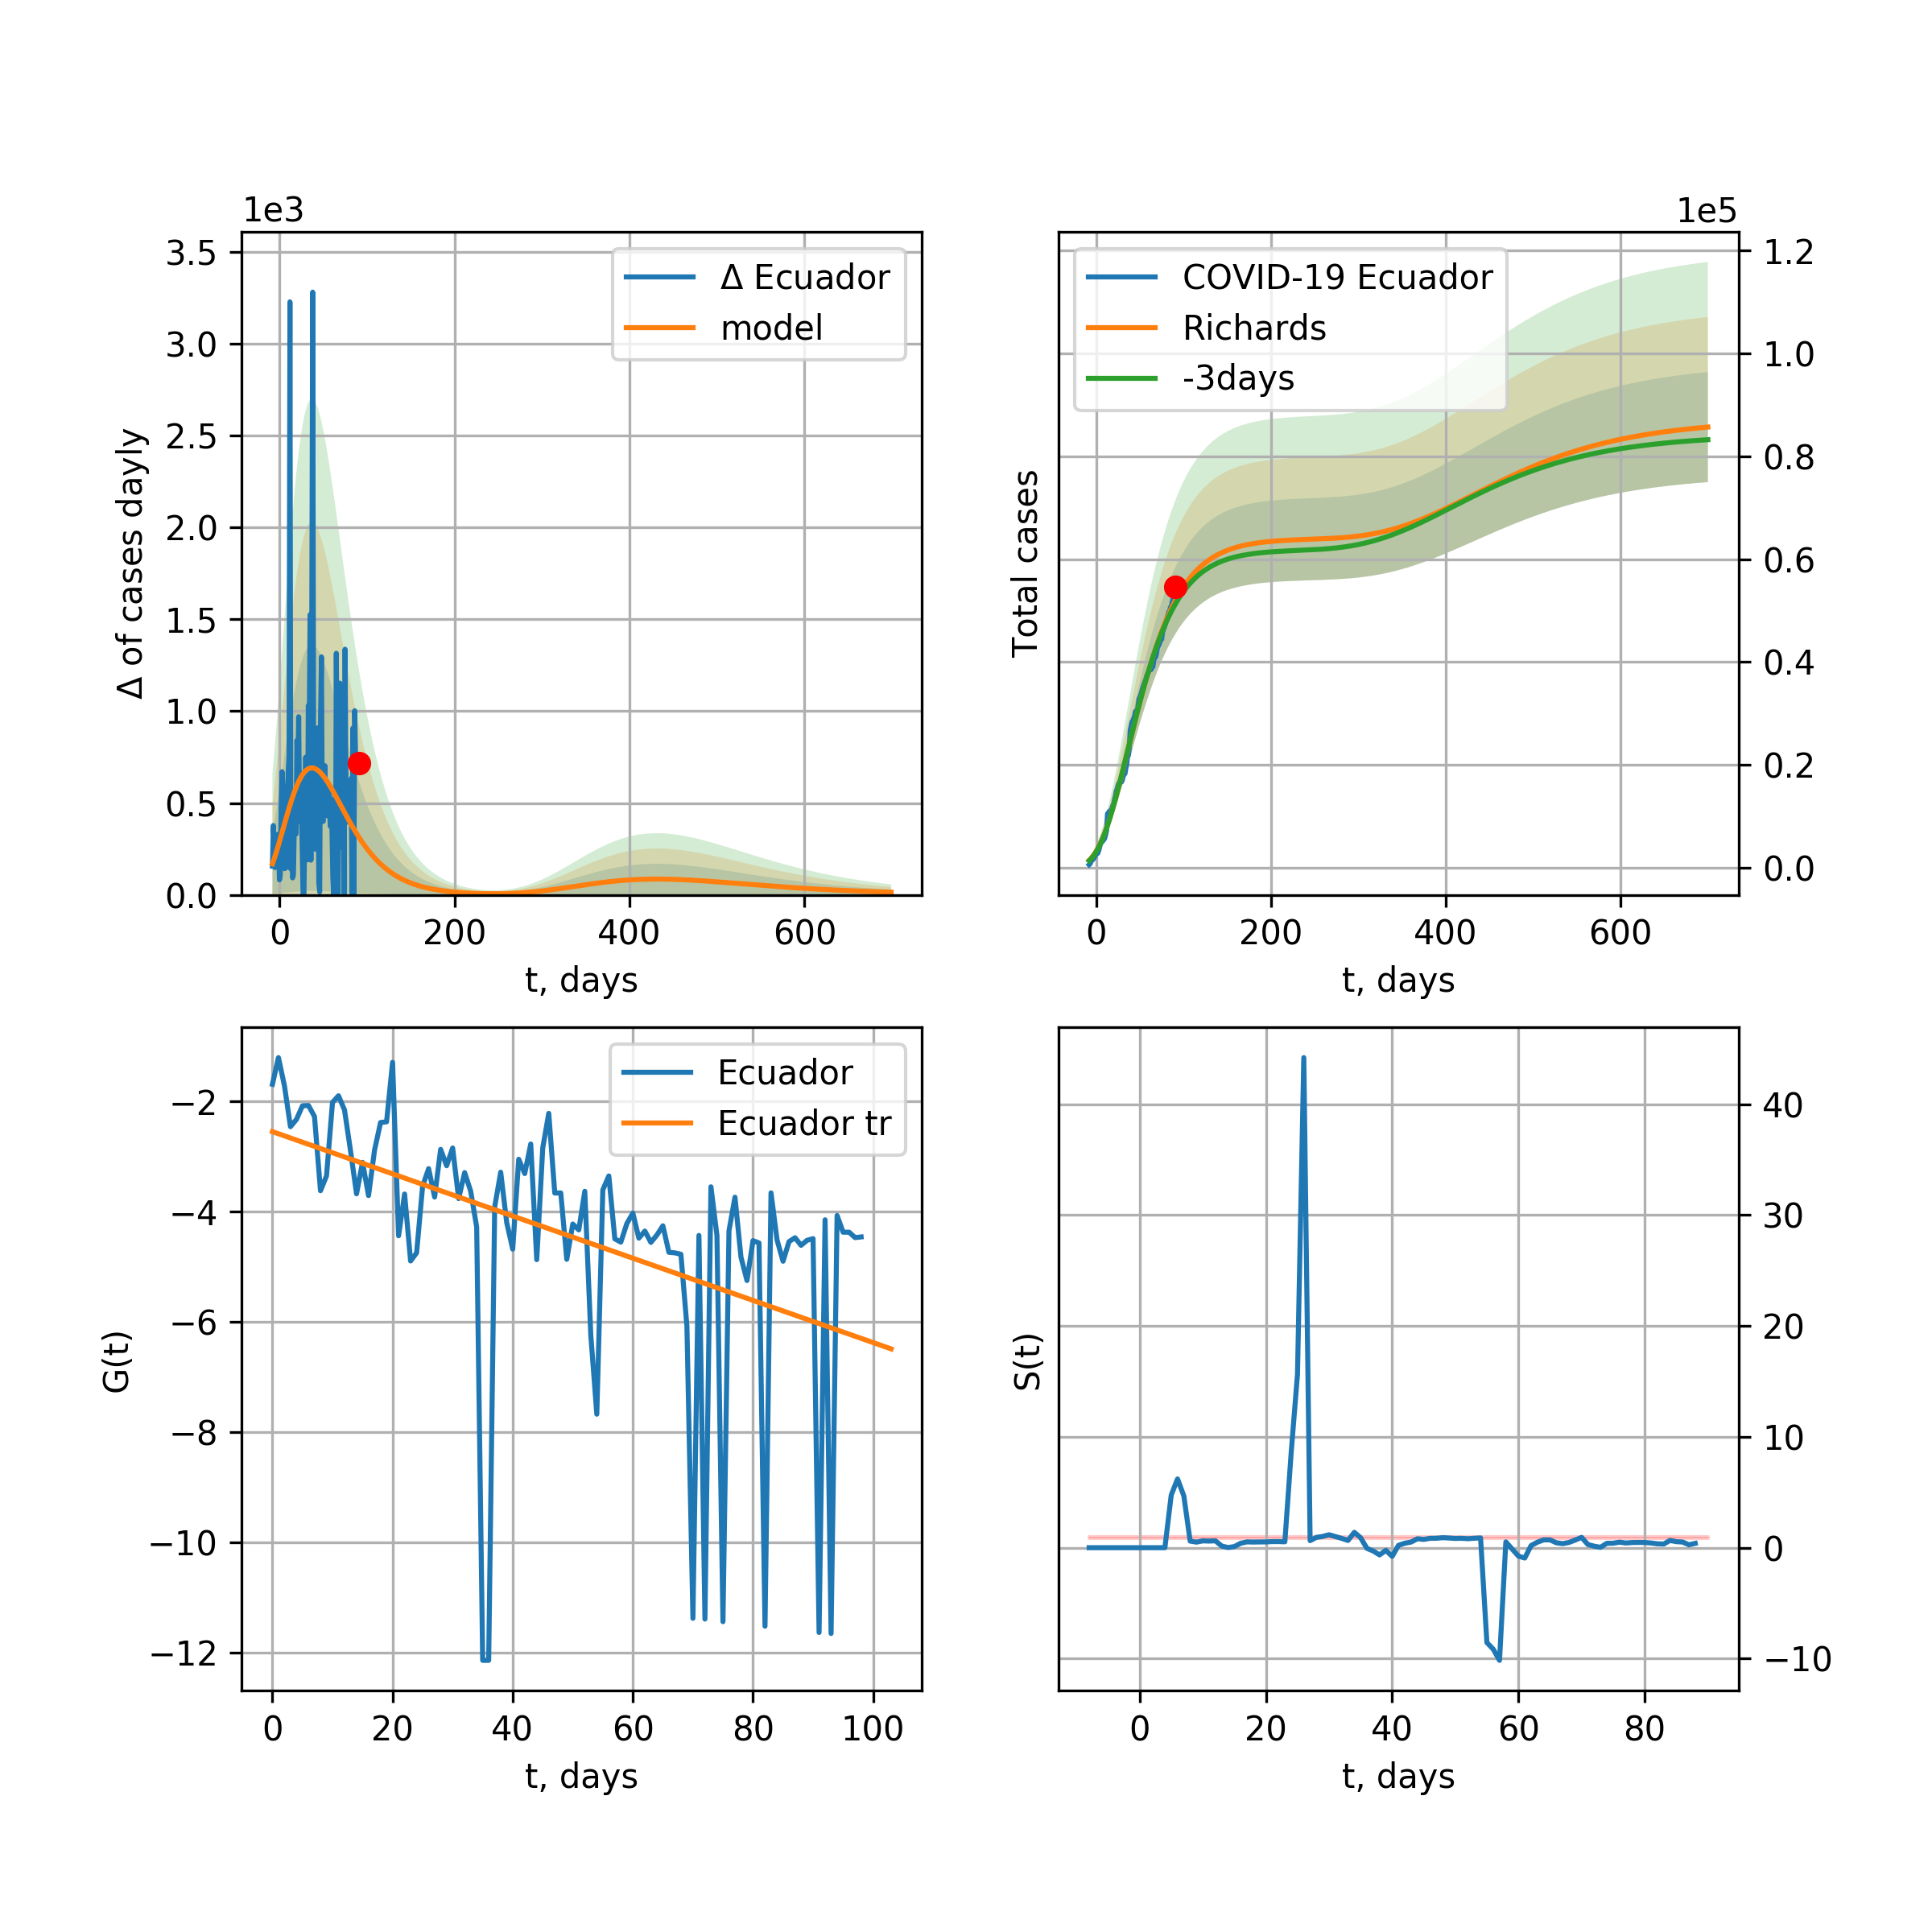 1e3
3.5
3.0
2.5
2.0
1.5
1.0
0.5
0.0
Δ of cases dayly
Δ Ecuador
model
0 200 400 600
t, days
1e5
1.2
1.0
0.8
0.6
0.4
0.2
0.0
Total cases
COVID-19 Ecuador
Richards
-3days
0 200 400 600
t, days
−2
−4
−6
−8
−10
−12
G(t)
Ecuador
Ecuador tr
0 20 40 60 80 100
t, days
40
30
20
10
0
−10
S(t)
0 20 40 60 80
t, days